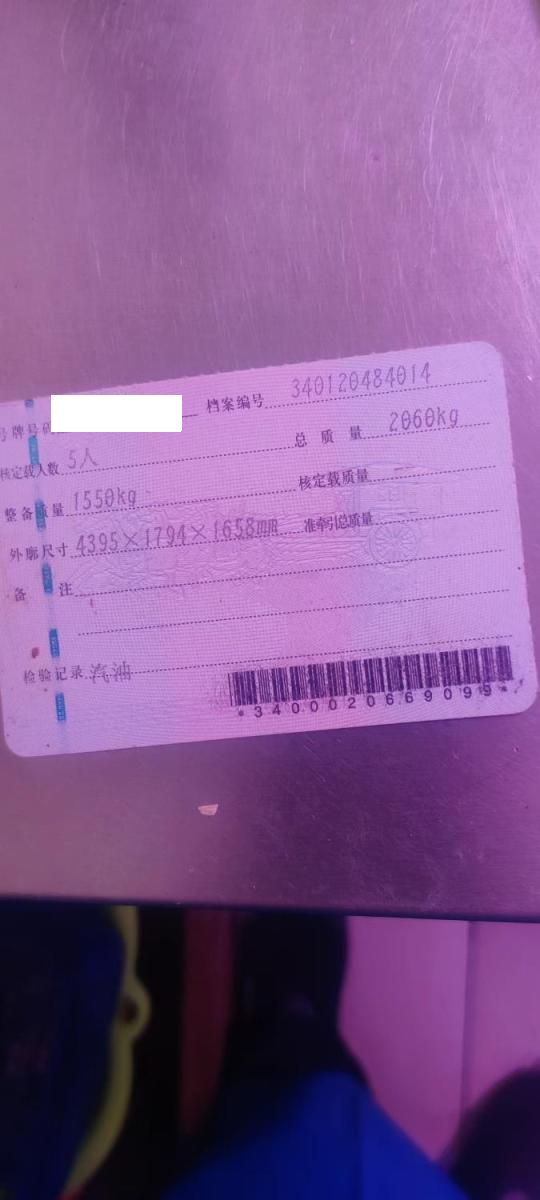 号牌号码 档案编号 340120484014
核定载人数 5人 总质量 2060kg
整备质量 1550kg 核定载质量
外廓尺寸 4395×1794×1658mm 准牵引总质量
备注
检验记录 汽油
*3400020669099*